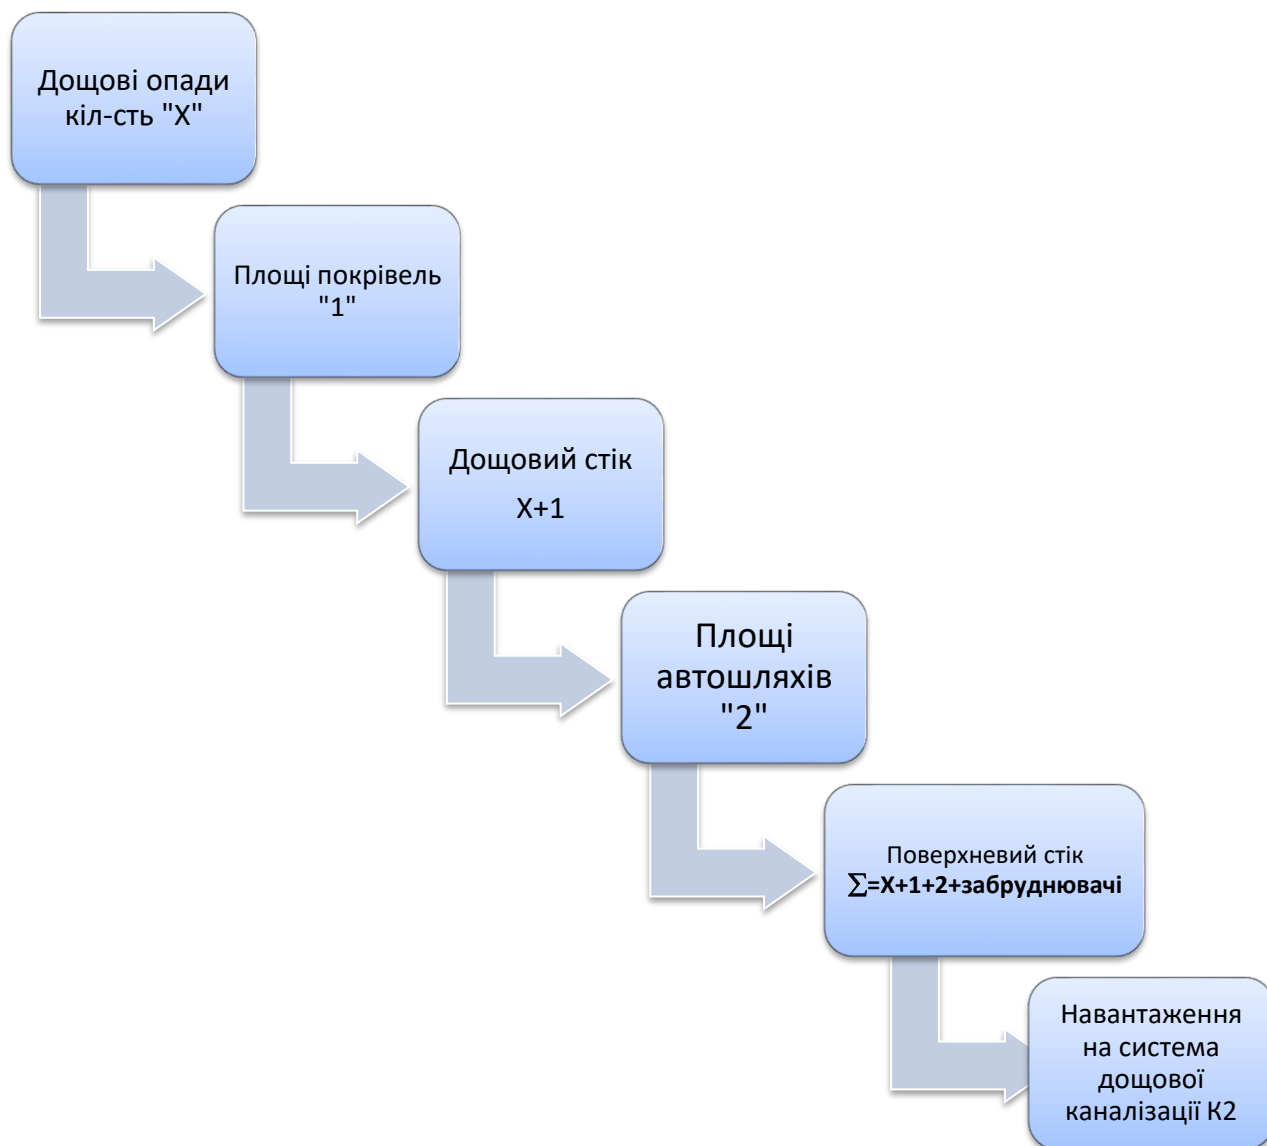 Дощові опади
кіл-сть "Х"
Площі покрівель
"1"
Дощовий стік
Х+1
Площі
автошляхів
"2"
Поверхневий стік
∑=Х+1+2+забруднювачі
Навантаження
на система
дощової
каналізації К2